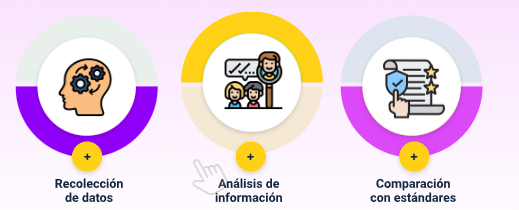 +
+
+
Recolección
de datos
Análisis de
información
Comparación
con estándares